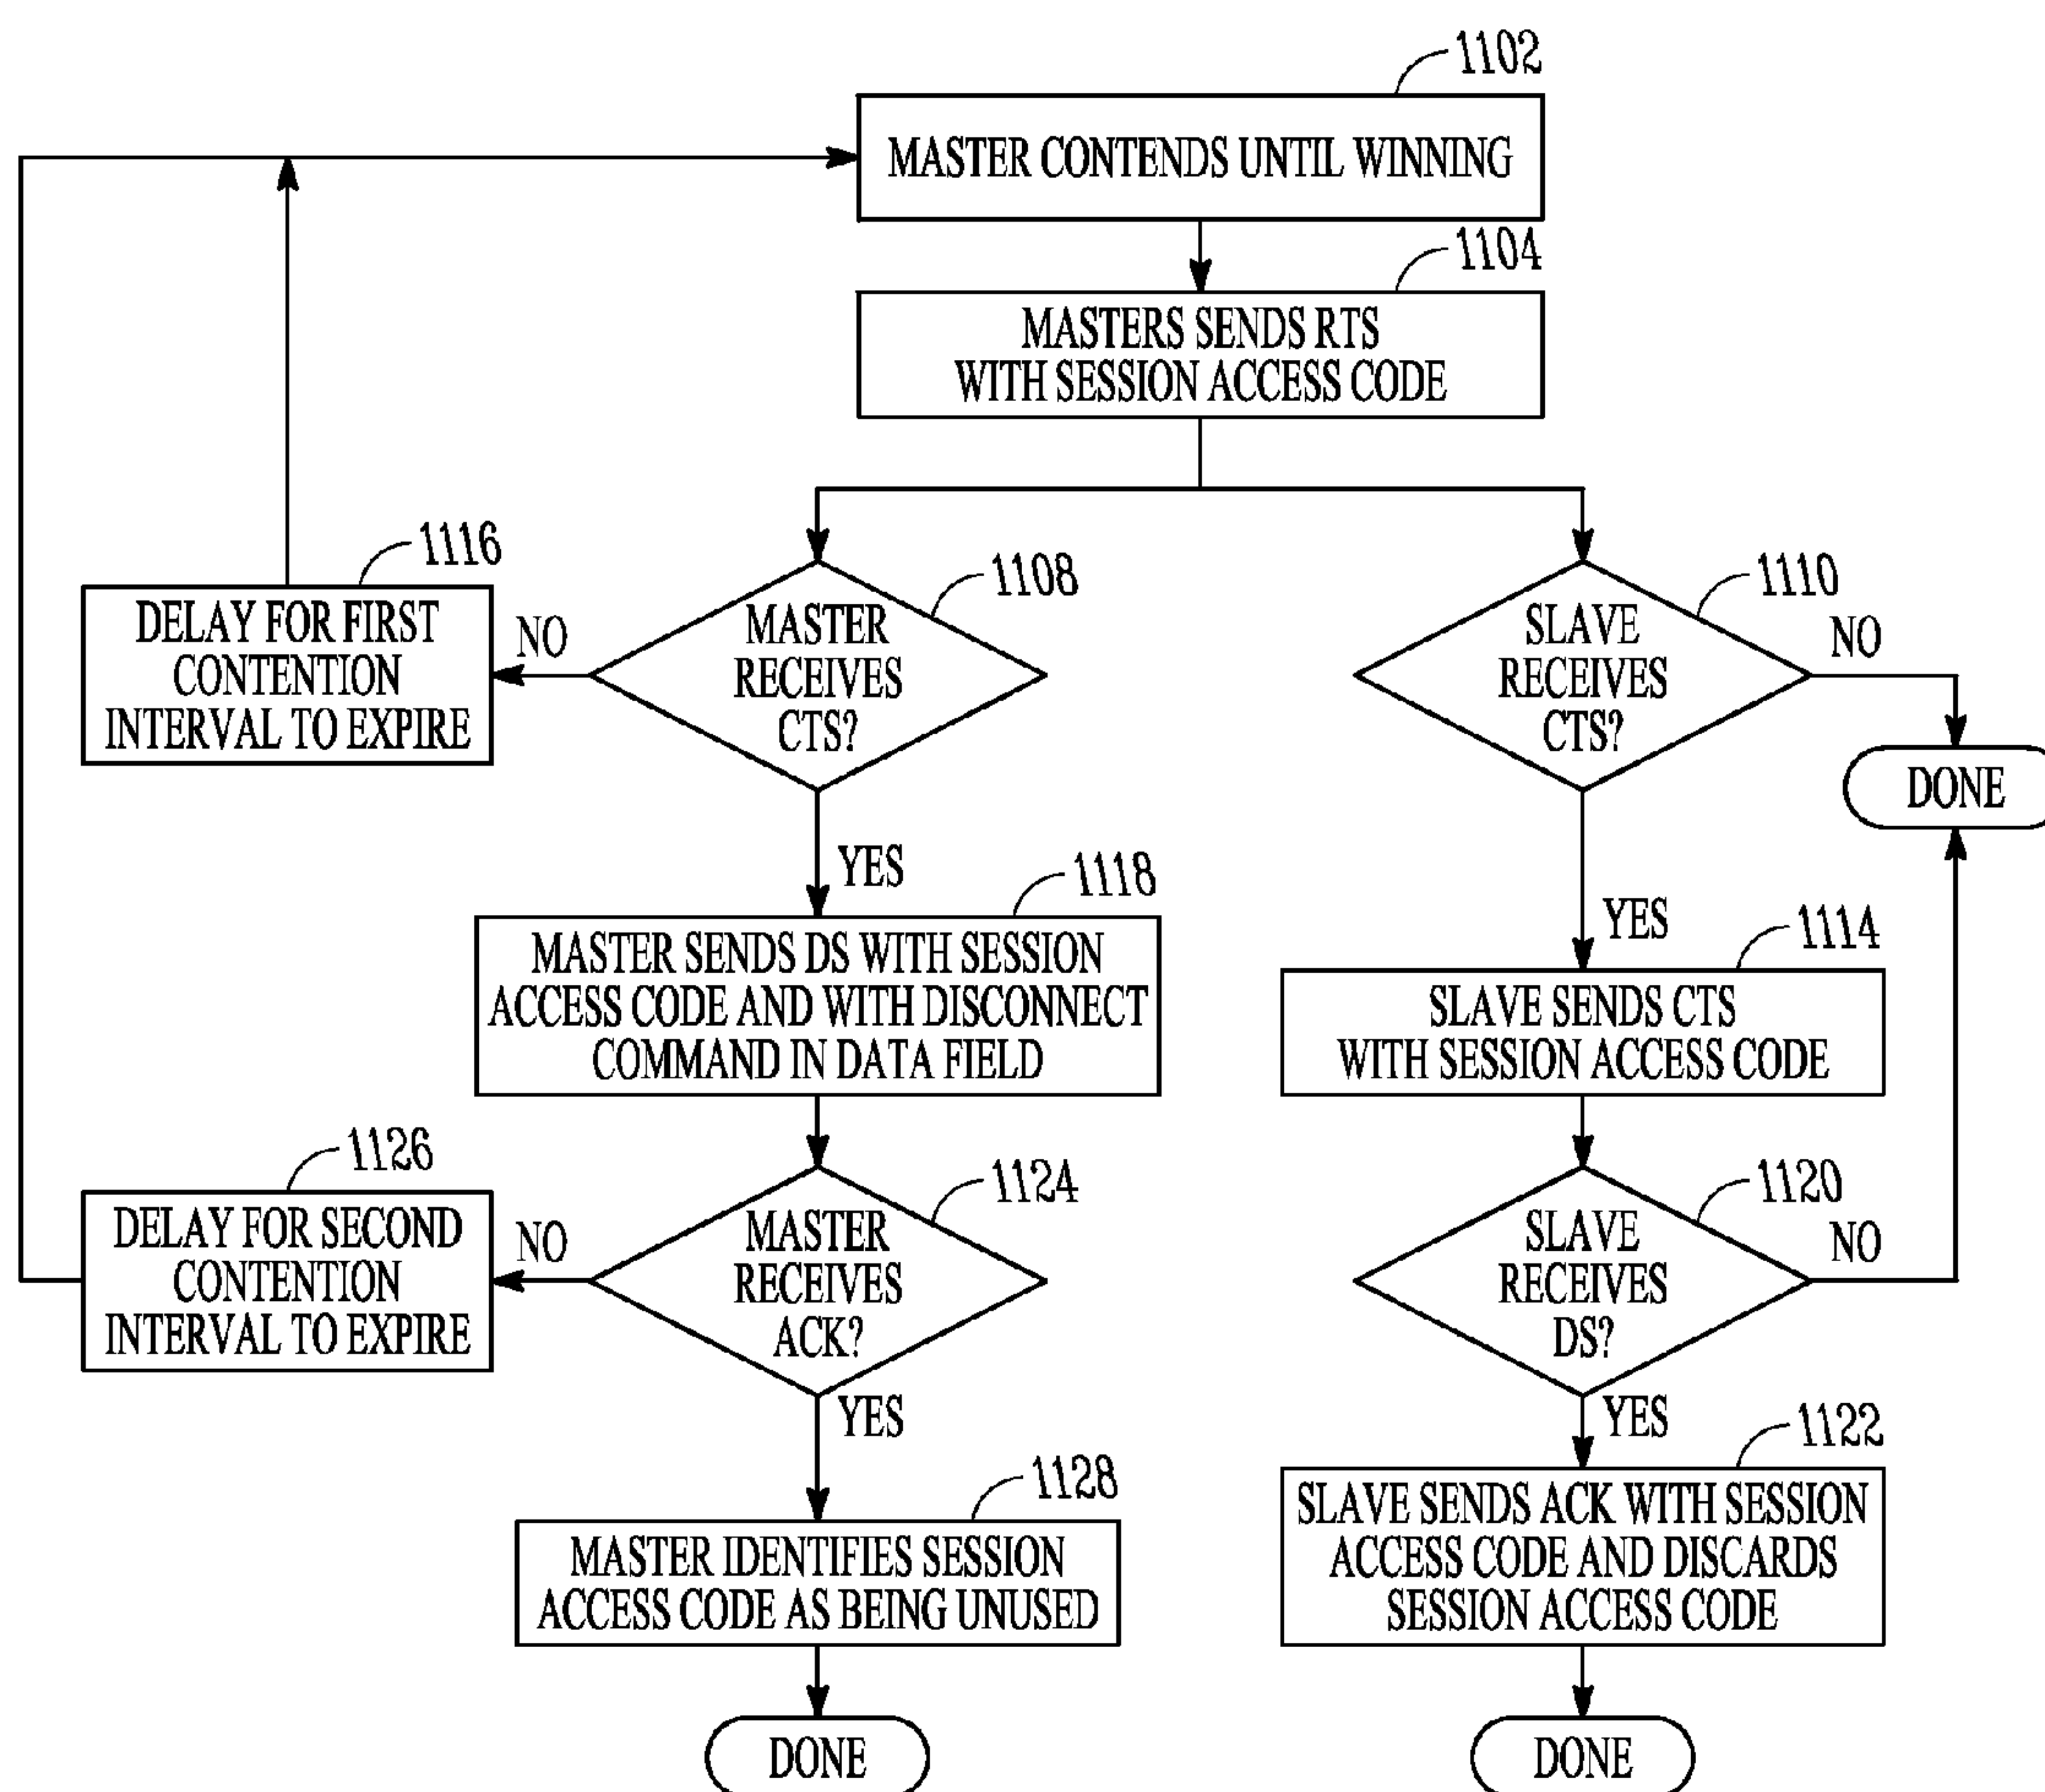 1102
MASTER CONTENDS UNTIL WINNING
1104
MASTERS SENDS RTS
WITH SESSION ACCESS CODE
1116
DELAY FOR FIRST
CONTENTION
INTERVAL TO EXPIRE
NO
1108
MASTER
RECEIVES
CTS?
1110
SLAVE
RECEIVES
CTS?
NO
DONE
YES
1118
MASTER SENDS DS WITH SESSION
ACCESS CODE AND WITH DISCONNECT
COMMAND IN DATA FIELD
YES
1114
SLAVE SENDS CTS
WITH SESSION ACCESS CODE
1126
DELAY FOR SECOND
CONTENTION
INTERVAL TO EXPIRE
NO
1124
MASTER
RECEIVES
ACK?
1120
SLAVE
RECEIVES
DS?
NO
YES
1128
MASTER IDENTIFIES SESSION
ACCESS CODE AS BEING UNUSED
DONE
YES
1122
SLAVE SENDS ACK WITH SESSION
ACCESS CODE AND DISCARDS
SESSION ACCESS CODE
DONE